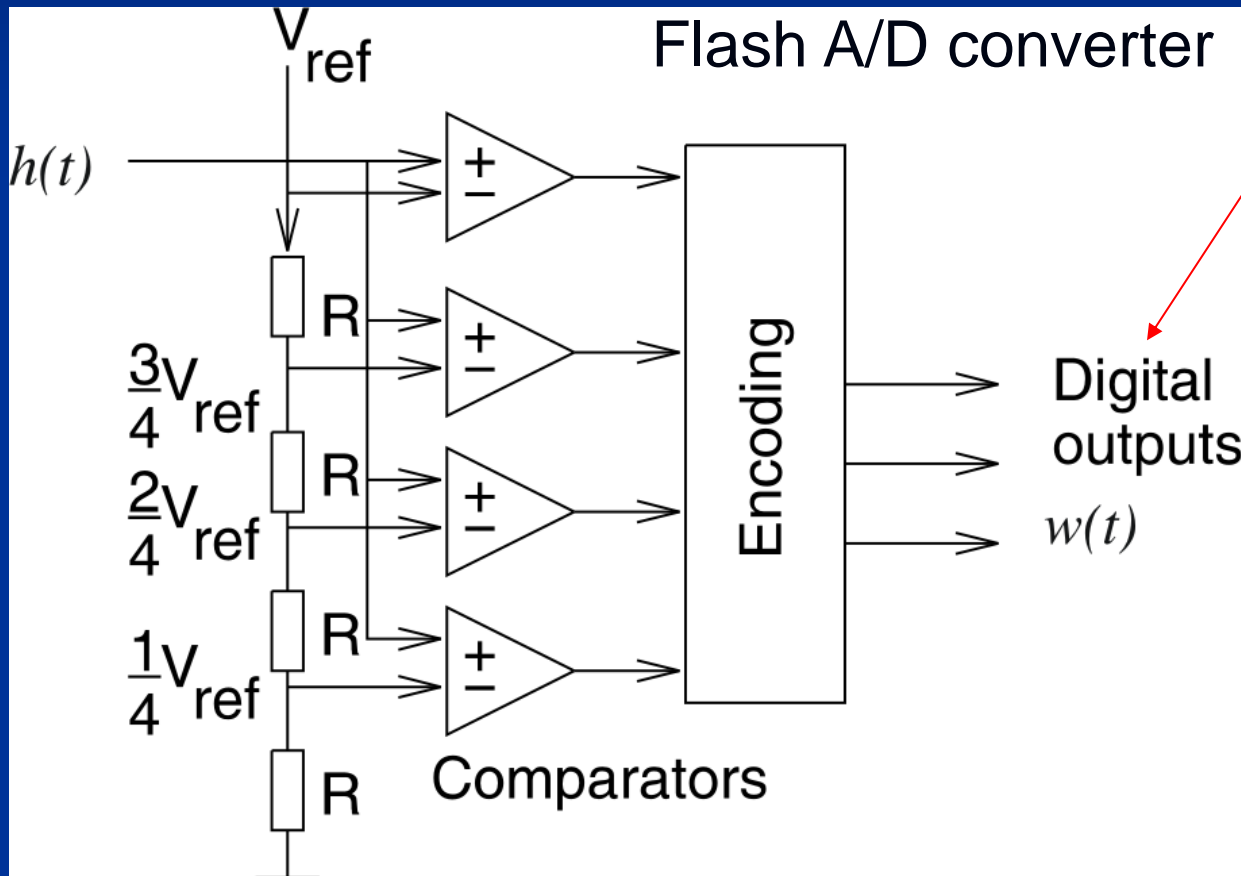 Flash A/D converter
V ref
h(t)
+
−
R
3/4 V ref
+
−
R
2/4 V ref
+
−
R
1/4 V ref
+
−
R
Comparators
Encoding
Digital
outputs
w(t)